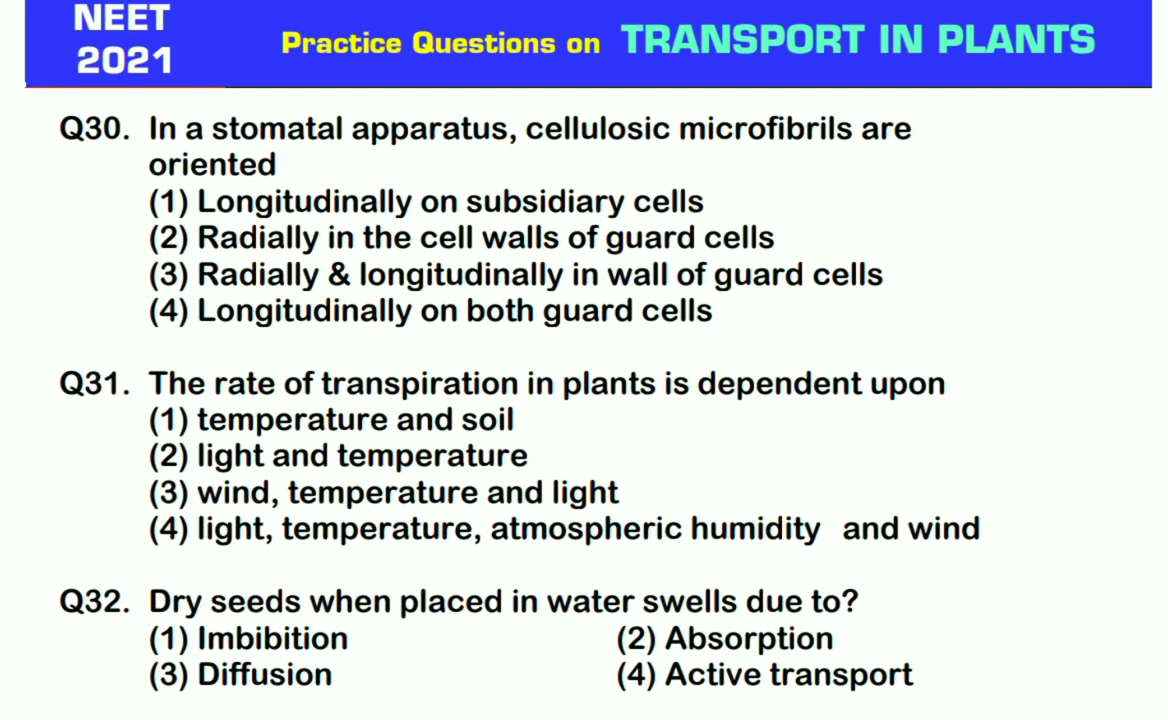 NEET
2021
Practice Questions on TRANSPORT IN PLANTS
Q30. In a stomatal apparatus, cellulosic microfibrils are
oriented
(1) Longitudinally on subsidiary cells
(2) Radially in the cell walls of guard cells
(3) Radially & longitudinally in wall of guard cells
(4) Longitudinally on both guard cells
Q31. The rate of transpiration in plants is dependent upon
(1) temperature and soil
(2) light and temperature
(3) wind, temperature and light
(4) light, temperature, atmospheric humidity and wind
Q32. Dry seeds when placed in water swells due to?
(1) Imbibition (2) Absorption
(3) Diffusion (4) Active transport